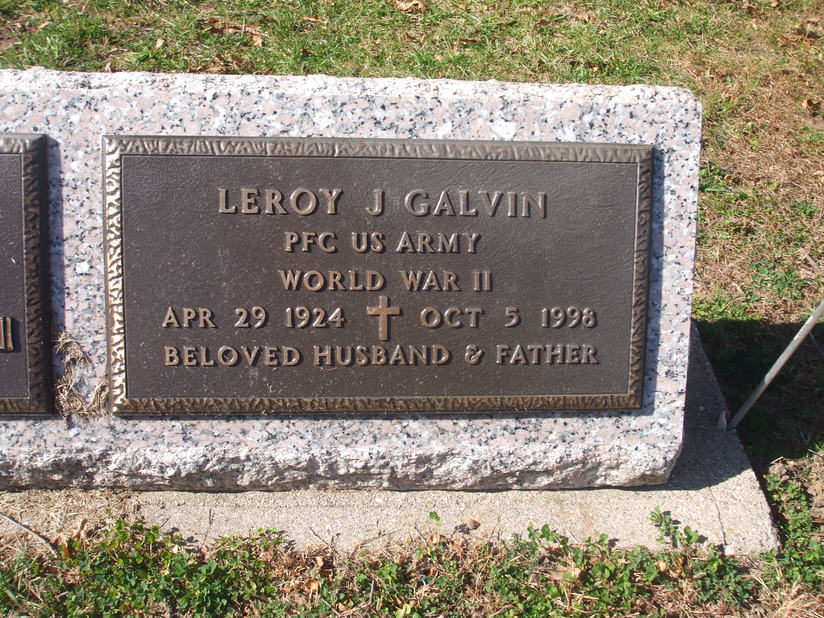 LEROY J GALVIN
PFC US ARMY
WORLD WAR II
APR 29 1924 OCT 5 1998
BELOVED HUSBAND & FATHER